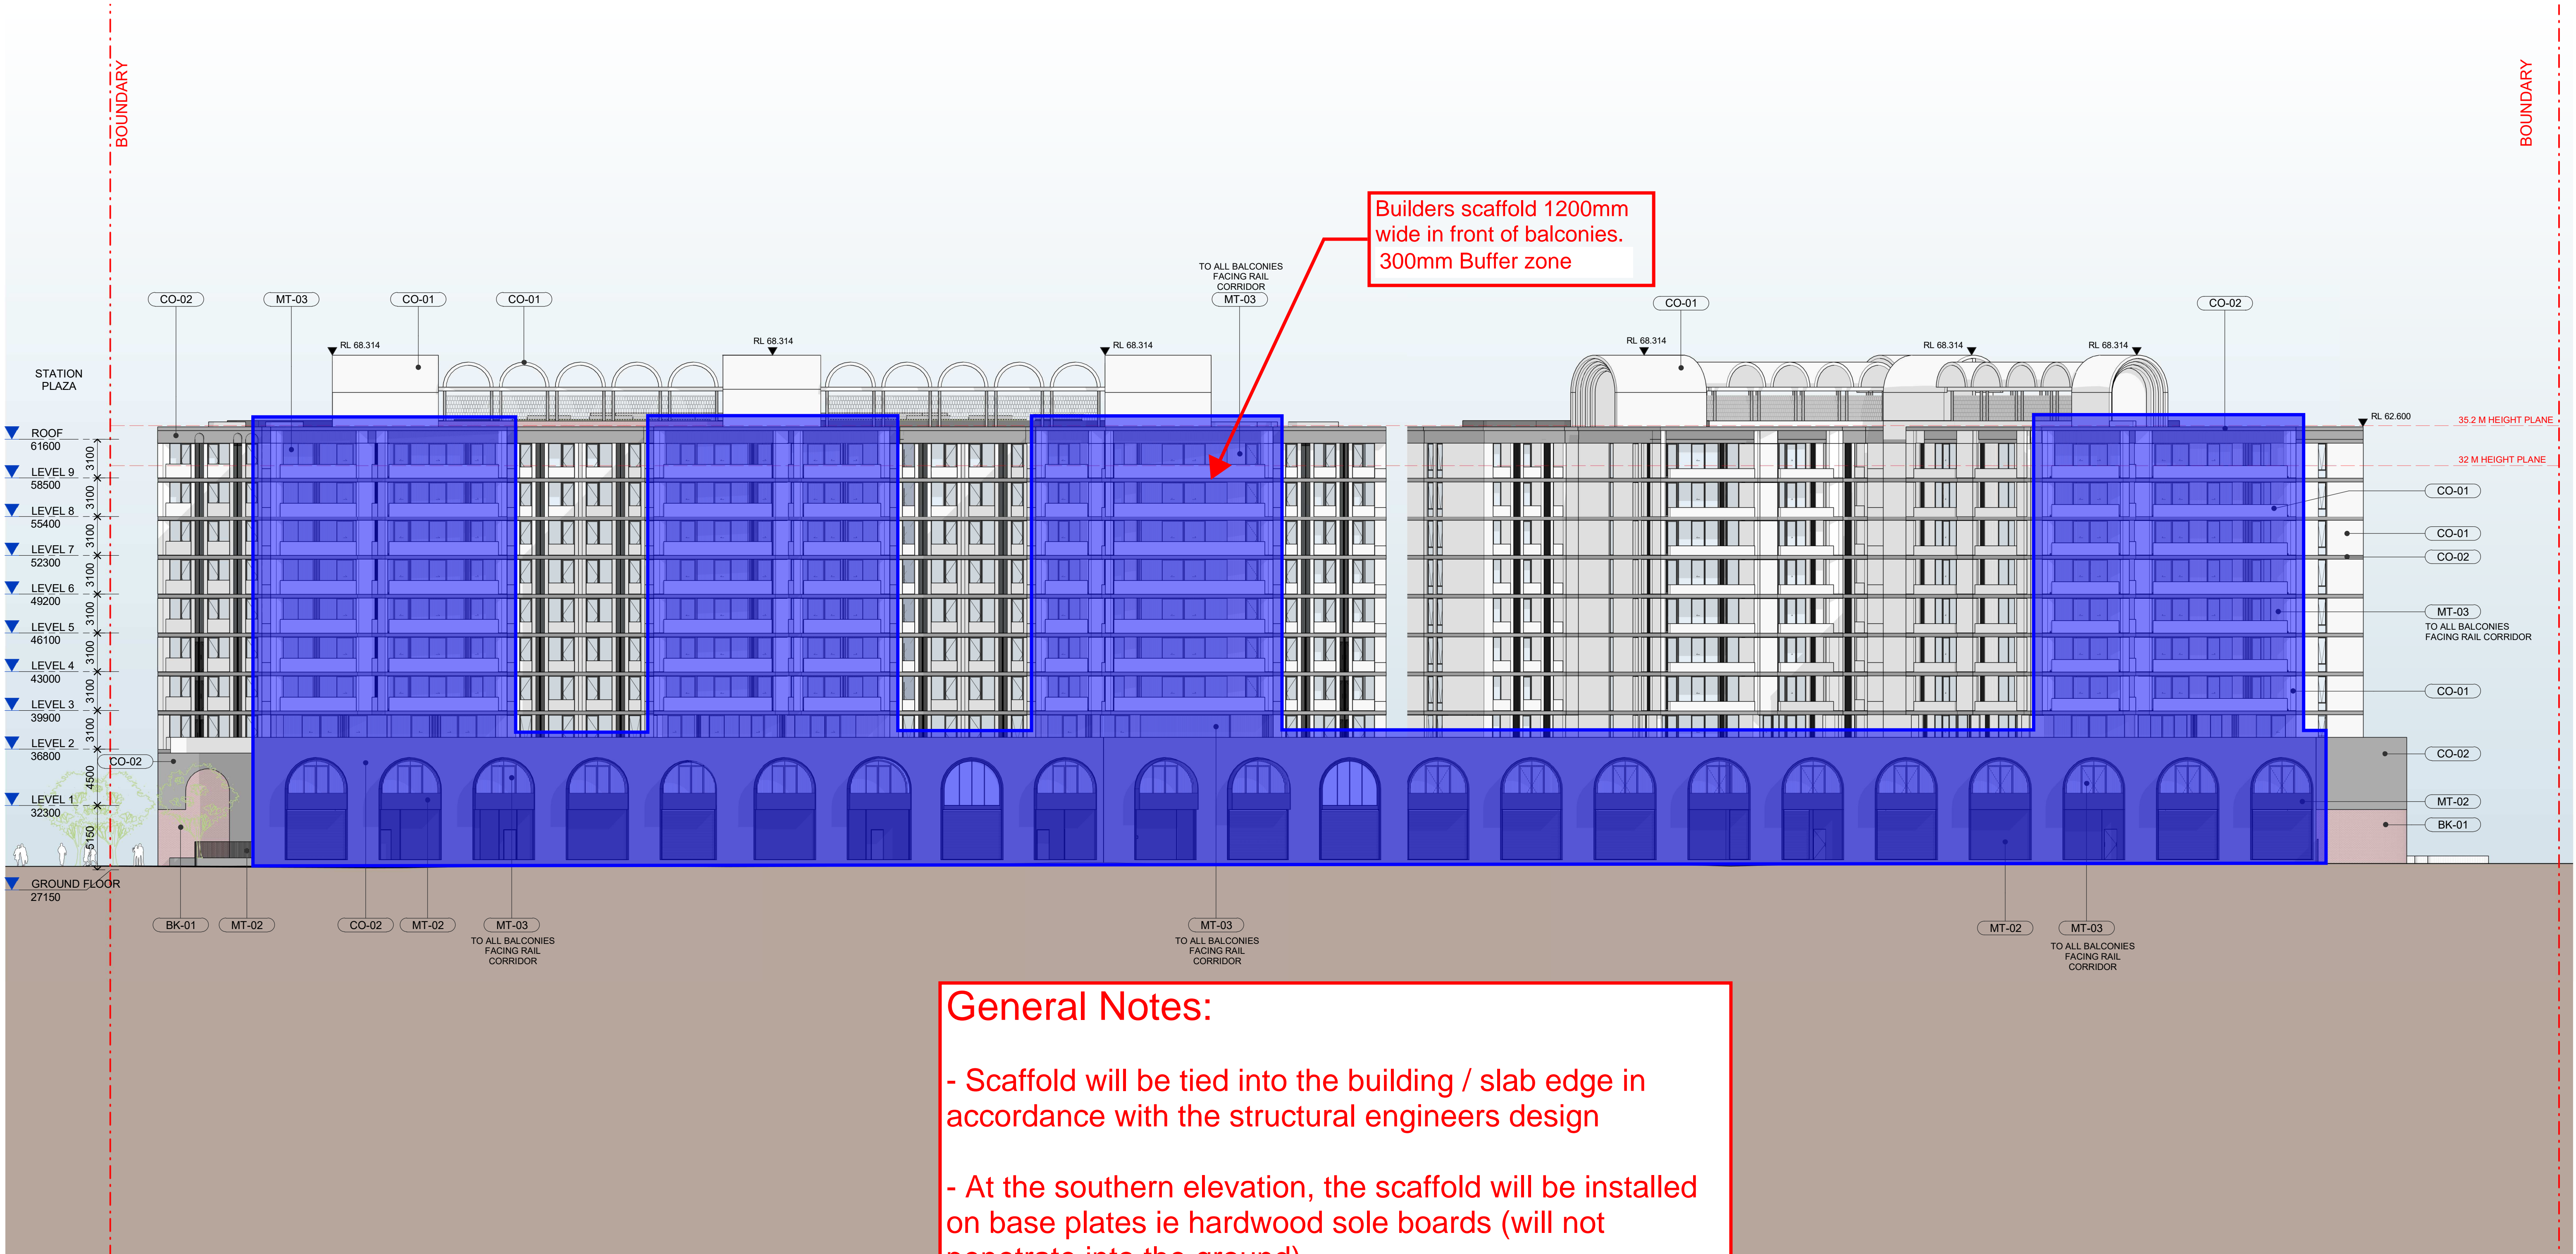 BOUNDARY
BOUNDARY
Builders scaffold 1200mm
wide in front of balconies.
300mm Buffer zone
TO ALL BALCONIES
FACING RAIL
CORRIDOR
CO-02
MT-03
CO-01
CO-01
MT-03
CO-01
CO-02
RL 68.314
RL 68.314
RL 68.314
RL 68.314
RL 68.314
RL 68.314
STATION
PLAZA
RL 62.600
35.2 M HEIGHT PLANE
32 M HEIGHT PLANE
ROOF
61600
3100
LEVEL 9
58500
3100
LEVEL 8
55400
3100
LEVEL 7
52300
3100
LEVEL 6
49200
3100
LEVEL 5
46100
3100
LEVEL 4
43000
3100
LEVEL 3
39900
3100
LEVEL 2
36800
4500
LEVEL 1
32300
5150
GROUND FLOOR
27150
CO-02
CO-01
CO-01
CO-02
MT-03
TO ALL BALCONIES
FACING RAIL CORRIDOR
CO-01
CO-02
MT-02
BK-01
BK-01
MT-02
CO-02
MT-02
MT-03
TO ALL BALCONIES
FACING RAIL
CORRIDOR
MT-03
TO ALL BALCONIES
FACING RAIL
CORRIDOR
MT-02
MT-03
TO ALL BALCONIES
FACING RAIL
CORRIDOR
General Notes:
- Scaffold will be tied into the building / slab edge in
accordance with the structural engineers design
- At the southern elevation, the scaffold will be installed
on base plates ie hardwood sole boards (will not
penetrate into the ground)